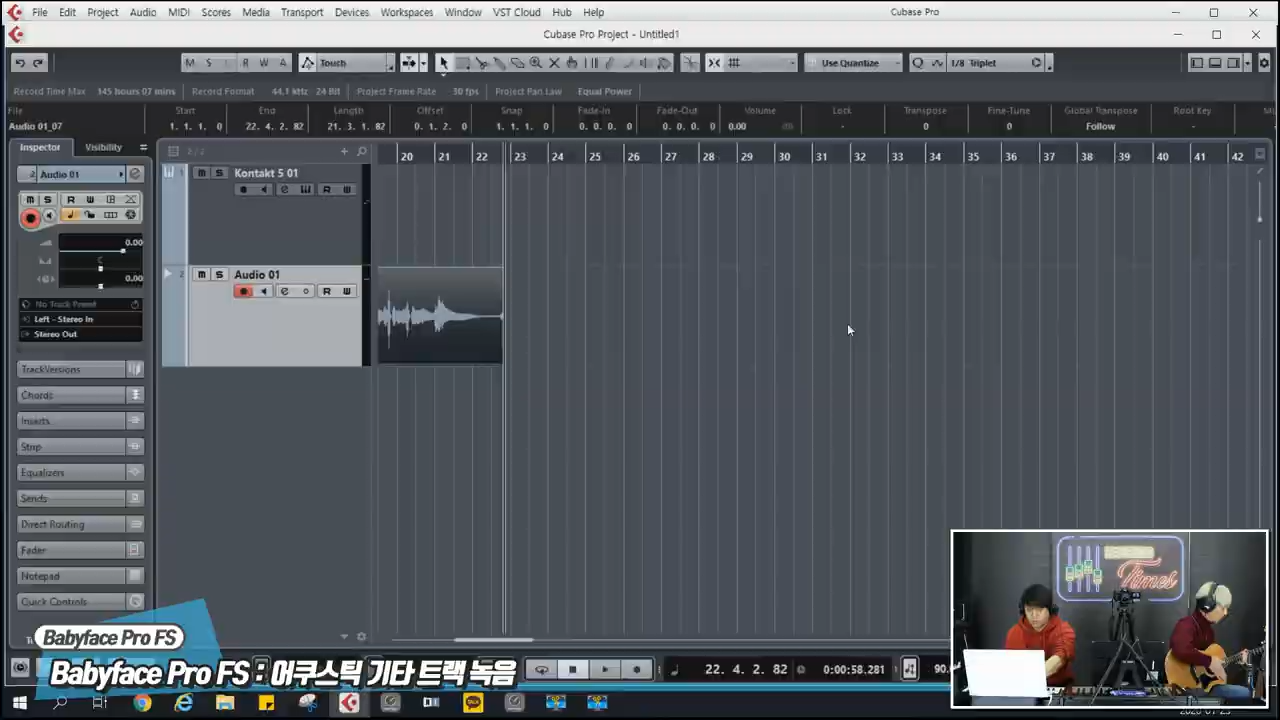 File Edit Project Audio MIDI Scores Media Transport Devices Workspaces Window VST Cloud Hub Help Cubase Pro
Cubase Pro Project - Untitled1
M S R W A Touch Use Quantize Q 1/8 Triplet
Record Time Max 145 hours 07 mins Record Format 44.1 kHz 24 Bit Project Frame Rate 30 fps Project Pan Law Equal Power
File Start End Length Offset Snap Fade-In Fade-Out Volume Lock Transpose Fine-Tune Global Transpose Root Key
Audio 01_07 1. 1. 1. 0 22. 4. 2. 82 21. 3. 1. 82 0. 1. 2. 0 1. 1. 1. 0 0. 0. 0. 0 0. 0. 0. 0 0.00 dB - 0 0 Follow -
Inspector Visibility 2 / 2
20 21 22 23 24 25 26 27 28 29 30 31 32 33 34 35 36 37 38 39 40 41 42
2 Audio 01
1 M S Kontakt 5 01
e R W
M S R W
0.00
0.00
2 M S Audio 01
e R W
No Track Preset
Left - Stereo In
Stereo Out
TrackVersions
Chords
Inserts
Strip
Equalizers
Sends
Direct Routing
Fader
Notepad
Quick Controls
Times
Babyface Pro FS
Babyface Pro FS : 어쿠스틱 기타 트랙 녹음
22. 4. 2. 82 0:00:58.281 90.